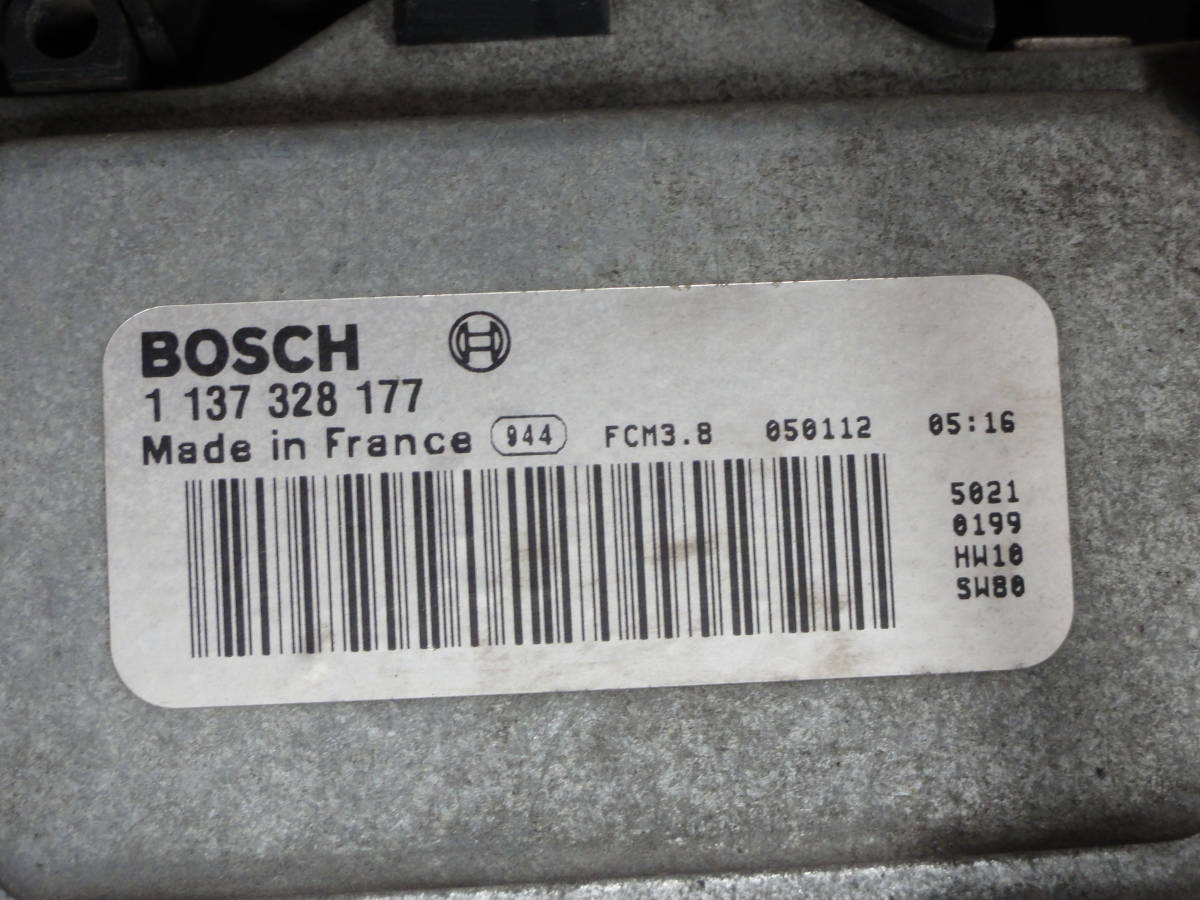 BOSCH
1 137 328 177
Made in France 944 FCM3.8 050112 05:16
5021
0199
HW10
SW80